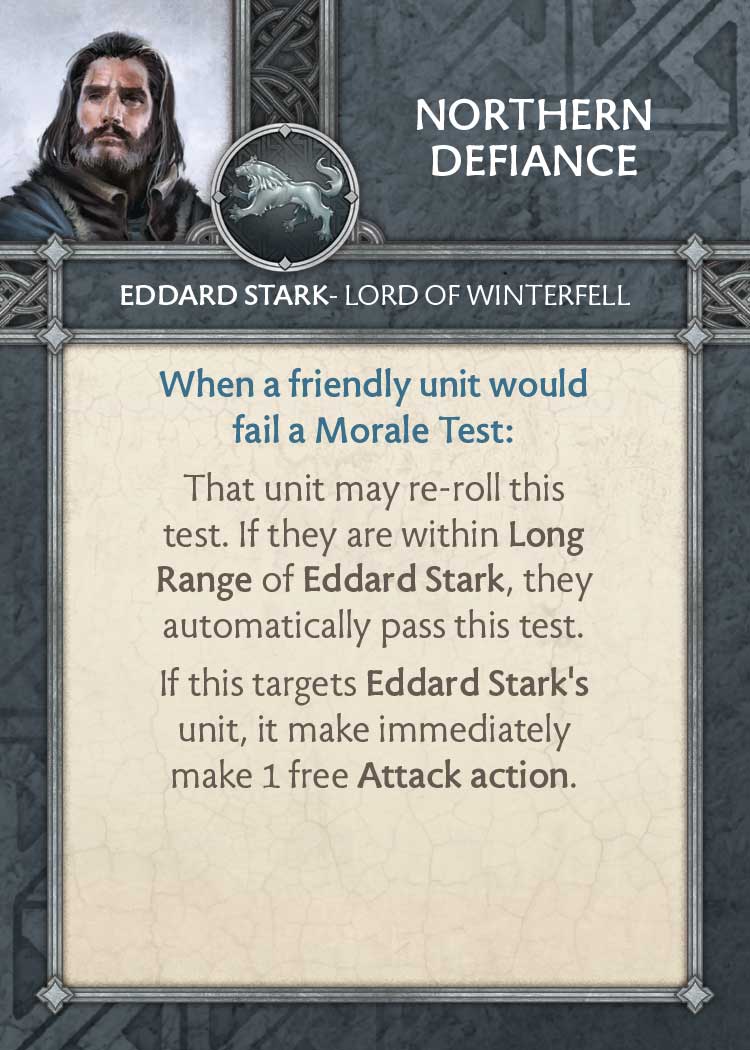 NORTHERN
DEFIANCE
EDDARD STARK- LORD OF WINTERFELL
When a friendly unit would
fail a Morale Test:
That unit may re-roll this
test. If they are within Long
Range of Eddard Stark, they
automatically pass this test.
If this targets Eddard Stark's
unit, it make immediately
make 1 free Attack action.